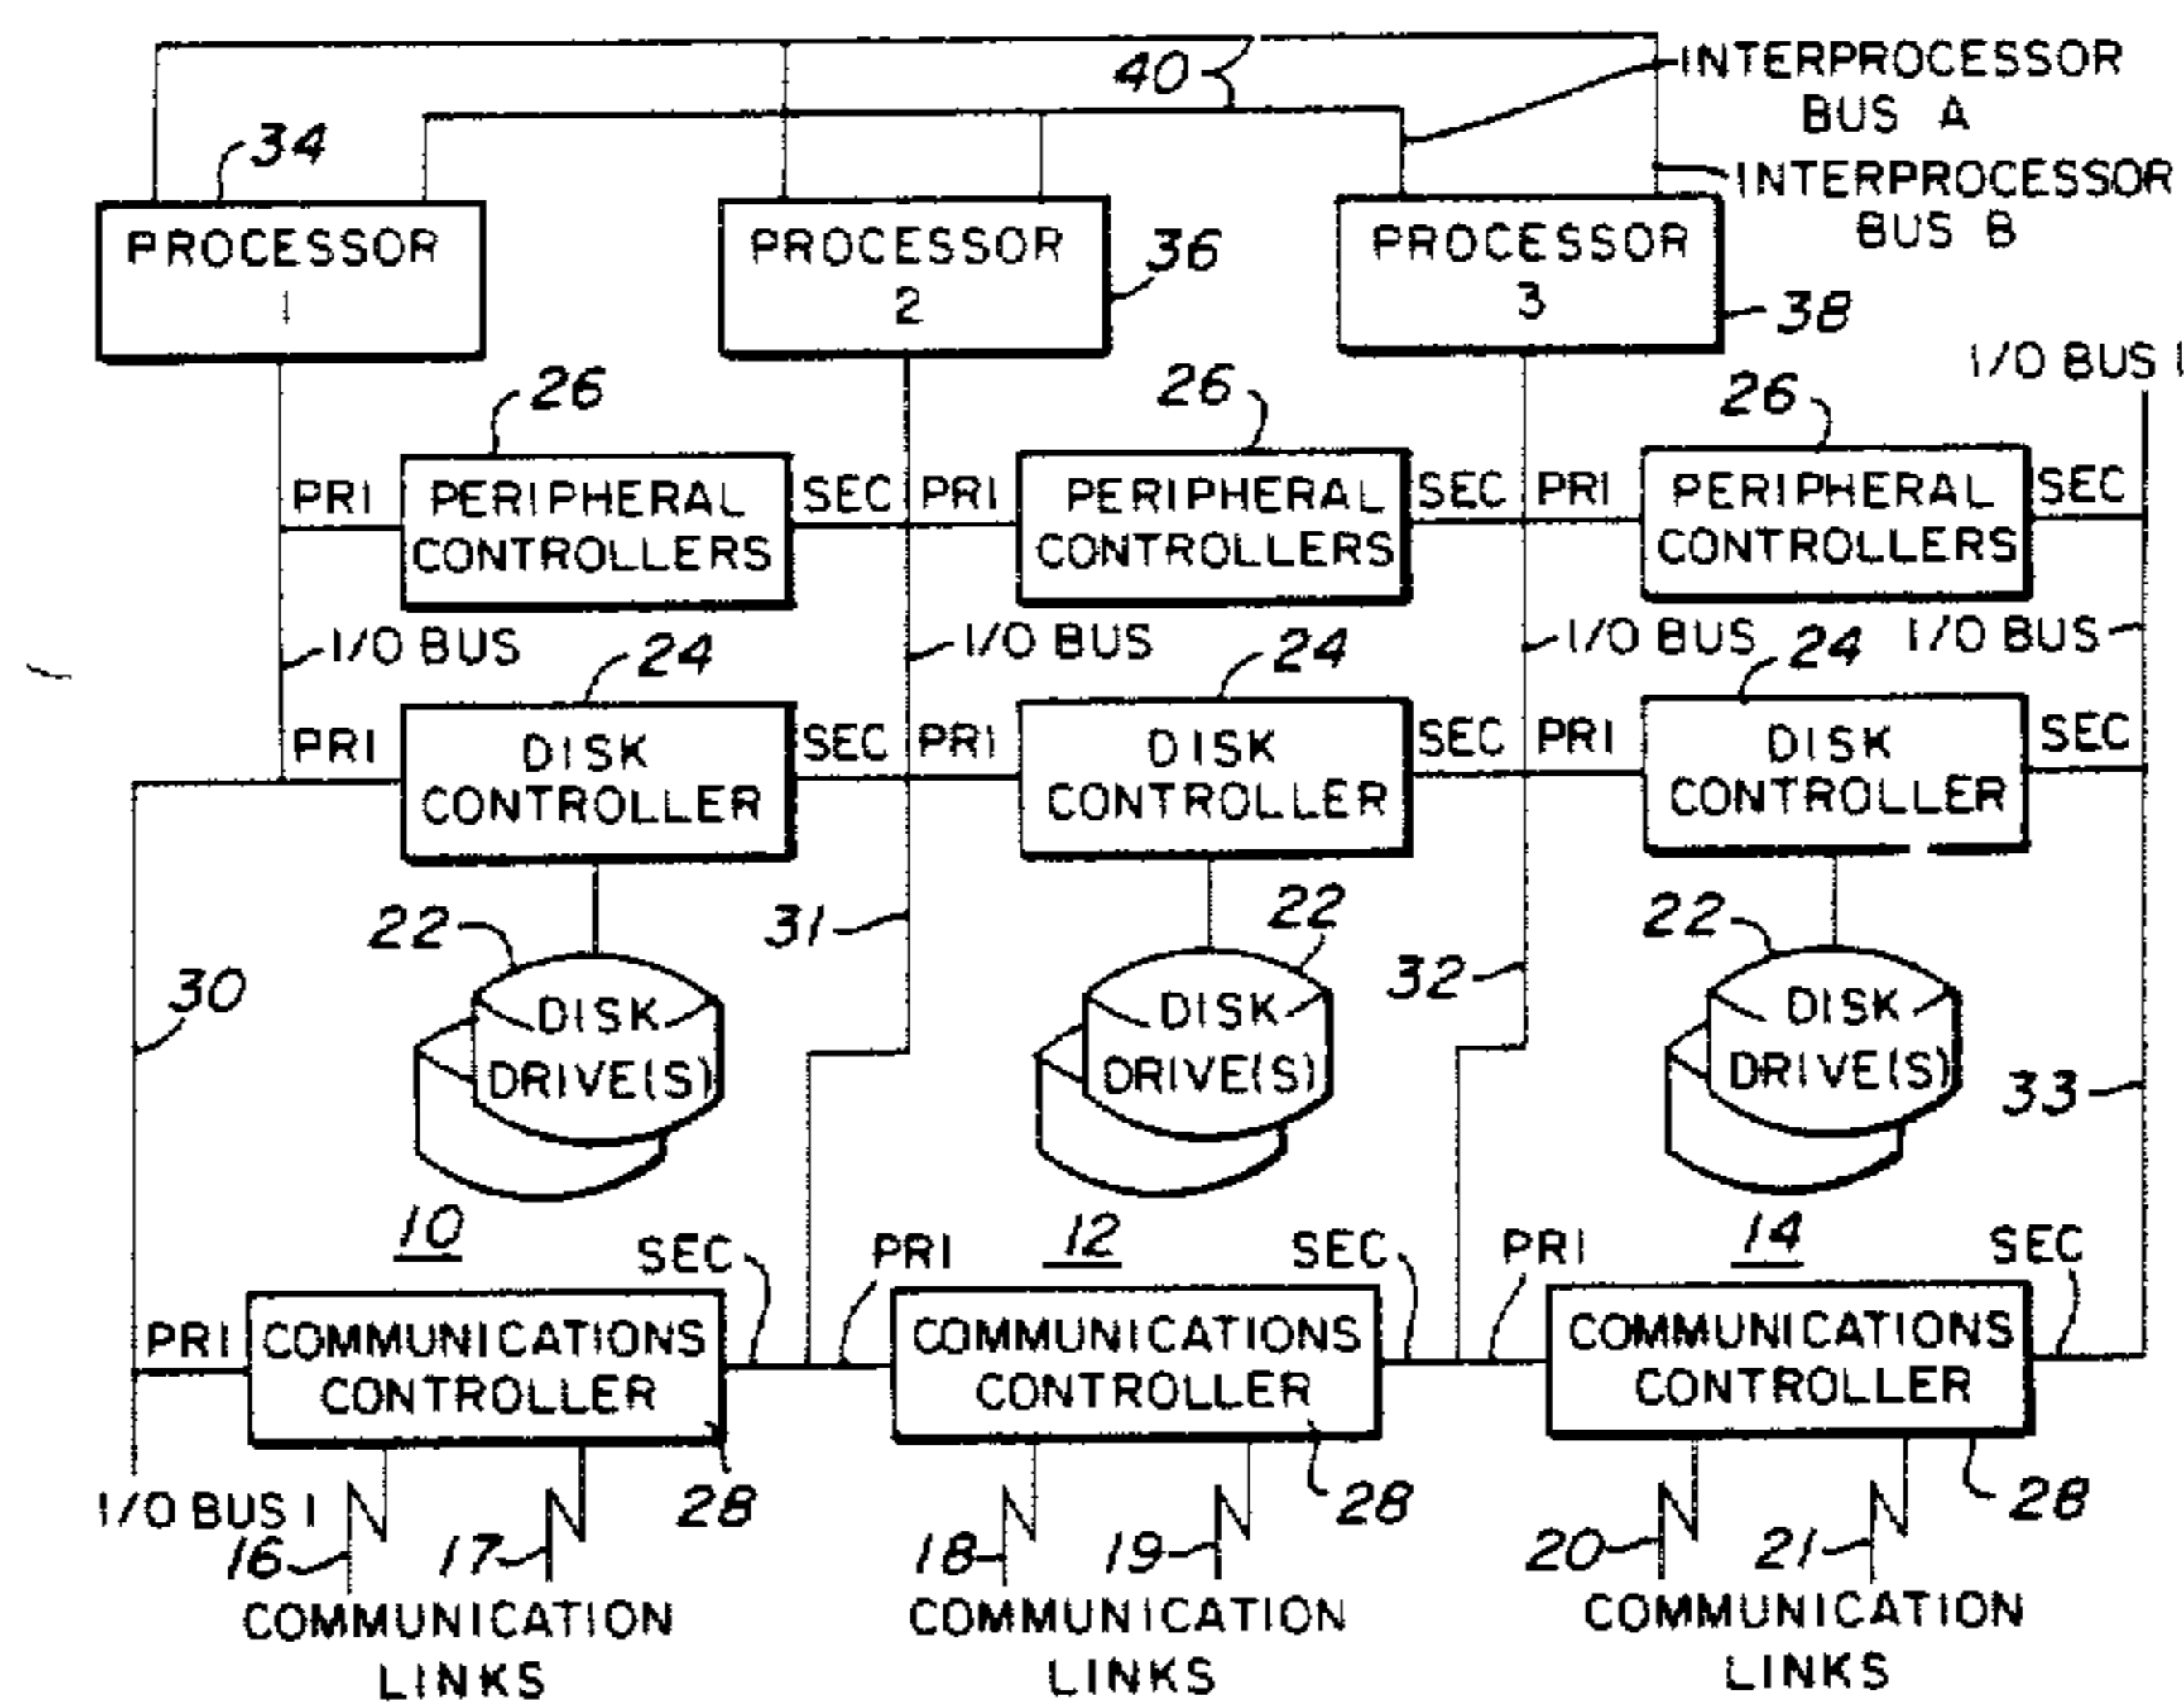 40
INTERPROCESSOR
BUS A
34
INTERPROCESSOR
BUS B
PROCESSOR
1
PROCESSOR
2
36
PROCESSOR
3
38
I/O BUS 1
26
26
26
PRI
PERIPHERAL
CONTROLLERS
SEC
PRI
PERIPHERAL
CONTROLLERS
SEC
PRI
PERIPHERAL
CONTROLLERS
SEC
I/O BUS
24
I/O BUS
24
I/O BUS
24
I/O BUS
PRI
DISK
CONTROLLER
SEC
PRI
DISK
CONTROLLER
SEC
PRI
DISK
CONTROLLER
SEC
22
31
22
32
22
30
DISK
DRIVE(S)
DISK
DRIVE(S)
DISK
DRIVE(S)
33
10
SEC
PRI
12
SEC
PRI
14
SEC
PRI
COMMUNICATIONS
CONTROLLER
COMMUNICATIONS
CONTROLLER
COMMUNICATIONS
CONTROLLER
I/O BUS 1
28
28
28
16
17
18
19
20
21
COMMUNICATION
LINKS
COMMUNICATION
LINKS
COMMUNICATION
LINKS